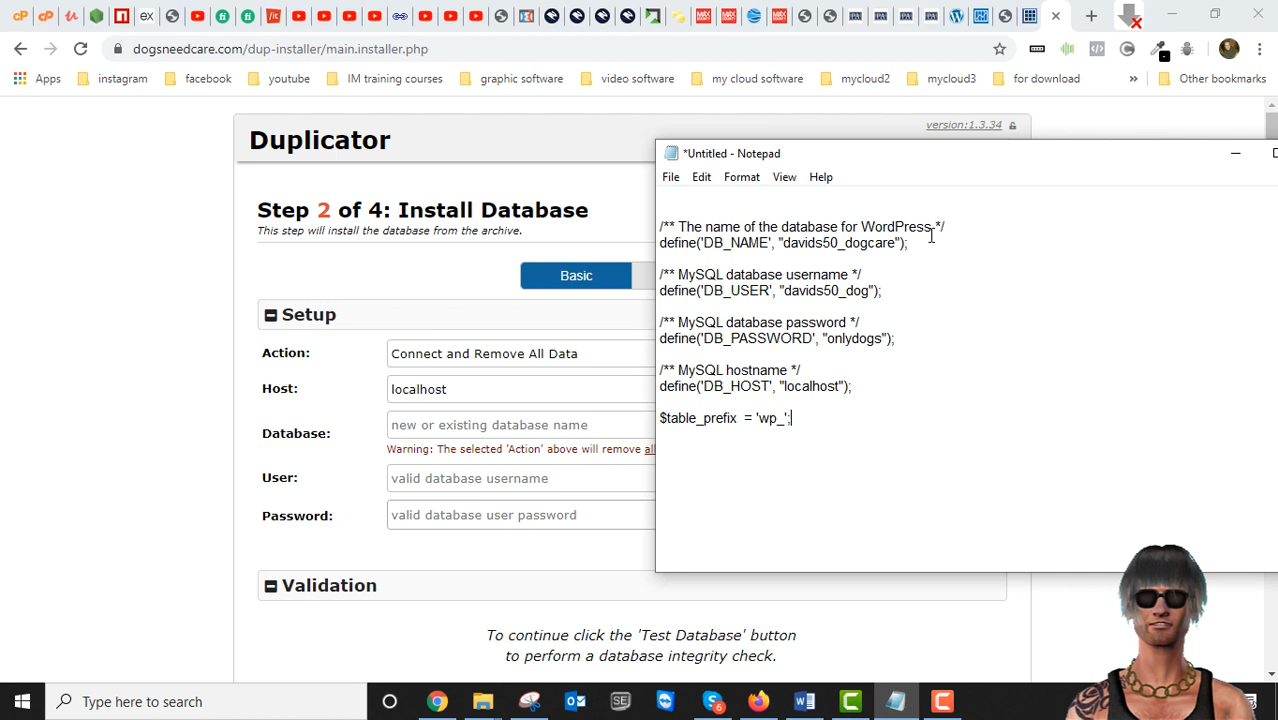 dogsneedcare.com/dup-installer/main.installer.php
Apps
instagram
facebook
youtube
IM training courses
graphic software
video software
my cloud software
mycloud2
mycloud3
for download
»
Other bookmarks
Duplicator
version:1.3.34
Step 2 of 4: Install Database
This step will install the database from the archive.
Basic
Setup
Action:
Connect and Remove All Data
Host:
localhost
Database:
new or existing database name
Warning: The selected 'Action' above will remove all
User:
valid database username
Password:
valid database user password
Validation
To continue click the 'Test Database' button
to perform a database integrity check.
*Untitled - Notepad
File Edit Format View Help
/** The name of the database for WordPress */
define('DB_NAME', "davids50_dogcare");
/** MySQL database username */
define('DB_USER', "davids50_dog");
/** MySQL database password */
define('DB_PASSWORD', "onlydogs");
/** MySQL hostname */
define('DB_HOST', "localhost");
$table_prefix  = 'wp_';
Type here to search